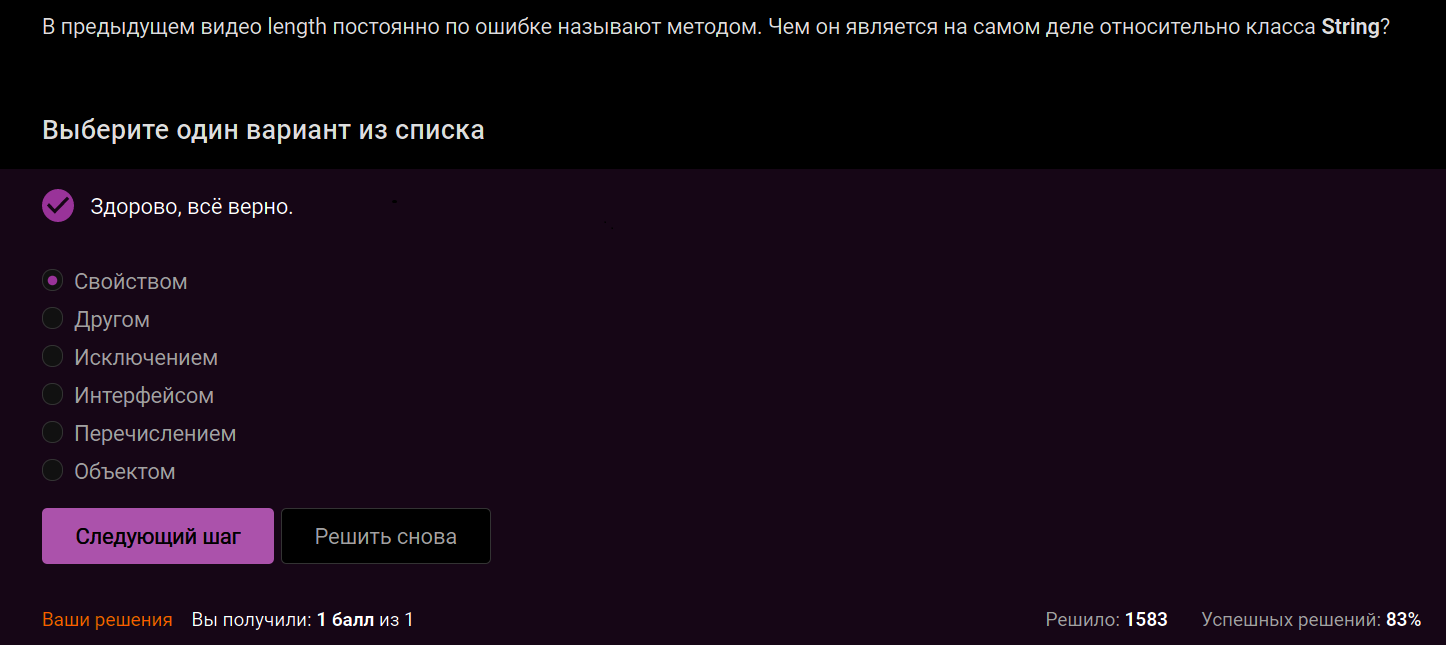 В предыдущем видео length постоянно по ошибке называют методом. Чем он является на самом деле относительно класса String?
Выберите один вариант из списка
Здорово, всё верно.
Свойством
Другом
Исключением
Интерфейсом
Перечислением
Объектом
Следующий шаг Решить снова
Ваши решения Вы получили: 1 балл из 1 Решило: 1583 Успешных решений: 83%